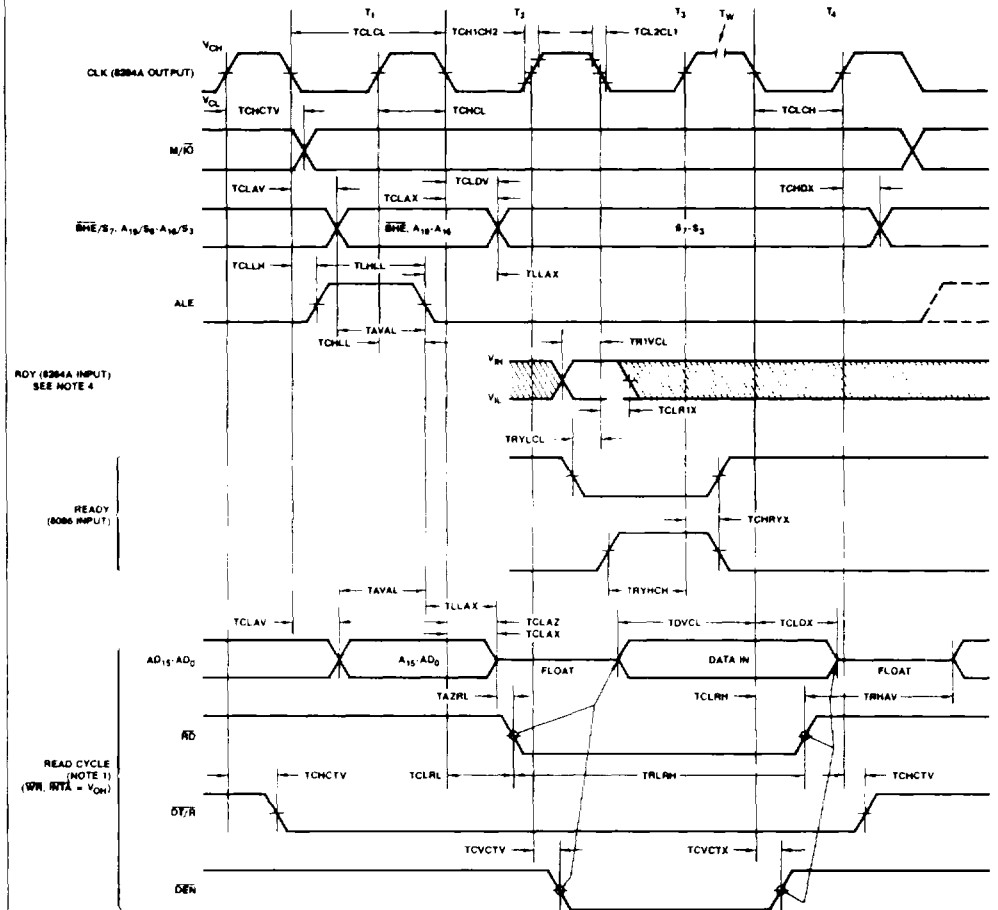 T1 T2 T3 TW T4
TCLCL TCH1CH2 TCL2CL1
VCH
CLK (8284A OUTPUT)
VCL
TCHCTV TCHCL TCLCH
M/IO
TCLDV
TCLAV TCLAX TCHDX
BHE/S7, A19/S6-A16/S3
BHE, A19-A16
S7-S3
TCLLH TLHLL TLLAX
ALE
TAVAL
TCHLL
TR1VCL
RDY (8284A INPUT)
SEE NOTE 4
VIH
VIL
TCLR1X
TRYLCL
READY
(8086 INPUT)
TCHRYX
TRYHCH
TAVAL
TLLAX
TCLAV TCLAZ TDVCL TCLDX
TCLAX
AD15-AD0
A15-AD0
FLOAT
DATA IN
FLOAT
TAZRL TCLRH TRHAV
RD
READ CYCLE
(NOTE 1)
(WR, INTA = VOH)
TCHCTV TCLRL TRLRH TCHCTV
DT/R
TCVCTV TCVCTX
DEN